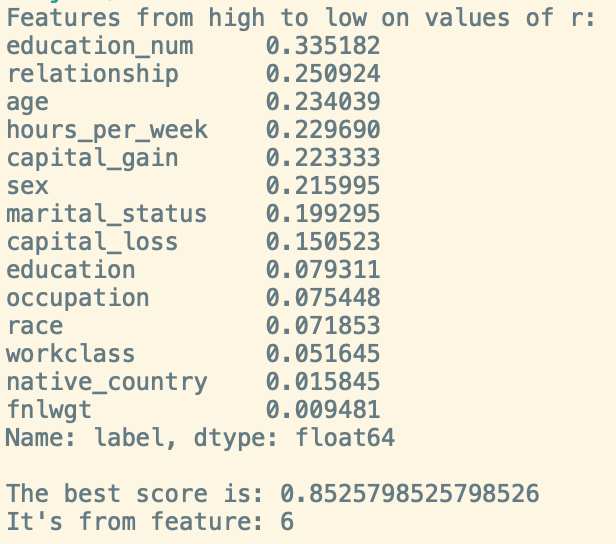 Features from high to low on values of r:
education_num 0.335182
relationship 0.250924
age 0.234039
hours_per_week 0.229690
capital_gain 0.223333
sex 0.215995
marital_status 0.199295
capital_loss 0.150523
education 0.079311
occupation 0.075448
race 0.071853
workclass 0.051645
native_country 0.015845
fnlwgt 0.009481
Name: label, dtype: float64
The best score is: 0.8525798525798526
It's from feature: 6